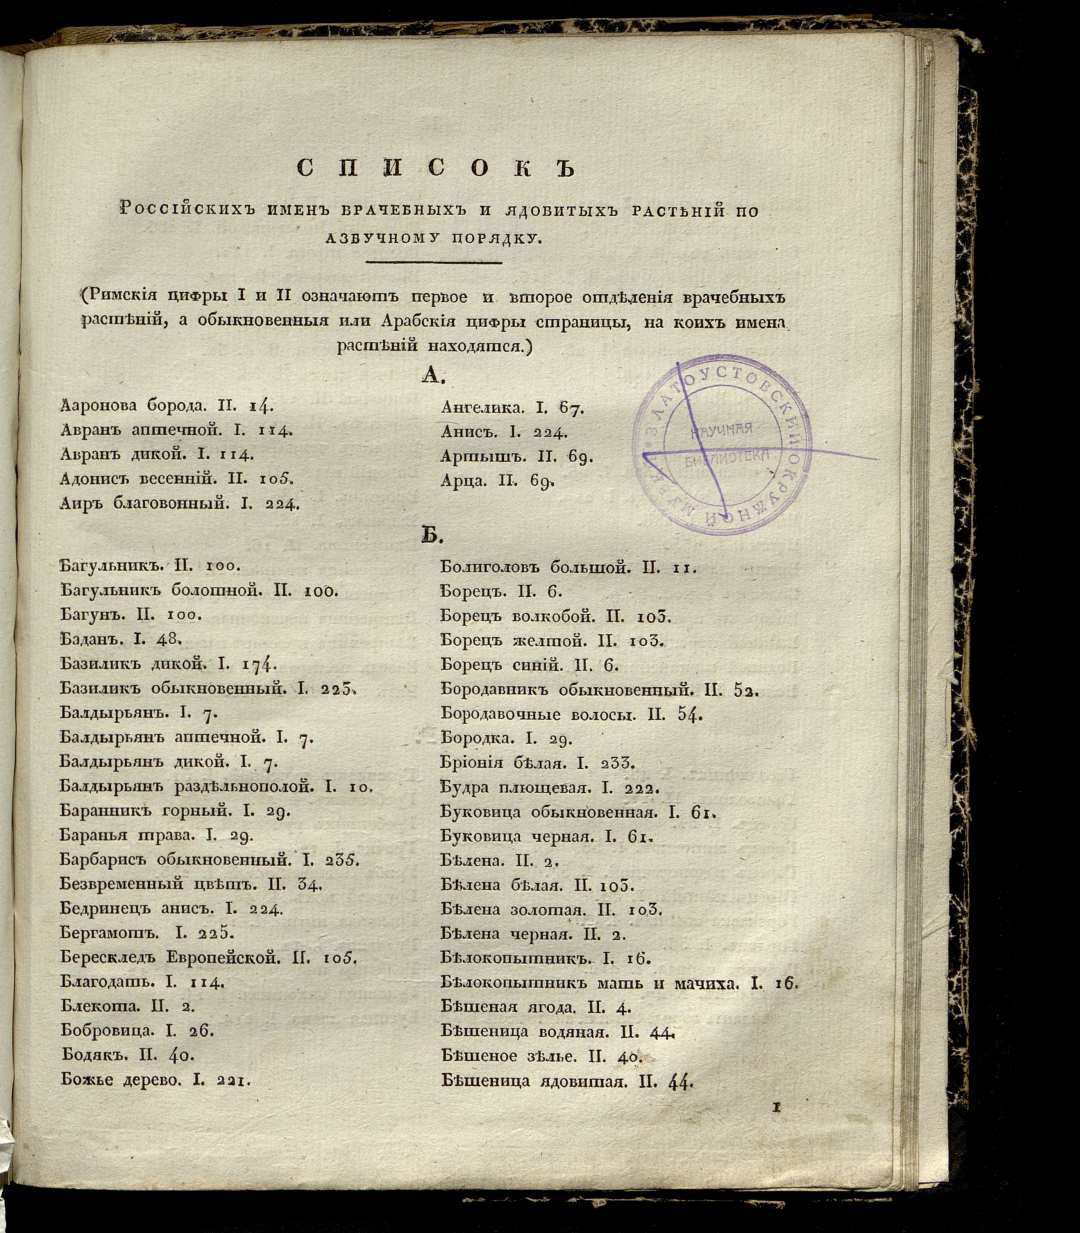 СПИСОКЪ
РОССІЙСКИХЪ ИМЕНЪ ВРАЧЕБНЫХЪ И ЯДОВИТЫХЪ РАСТѢНІЙ ПО
АЗБУЧНОМУ ПОРЯДКУ.
(Римскія цифры I и II означаютъ первое и второе отдѣленія врачебныхъ
растѣній, а обыкновенныя или Арабскія цифры страницы, на коихъ имена
растѣній находятся.)
А.
Ааронова борода. II. 14.
Авранъ аптечной. I. 114.
Авранъ дикой. I. 114.
Адонисъ весенній. II. 105.
Аиръ благовонный. I. 224.
Ангелика. I. 67.
Анисъ. I. 224.
Артышъ. II. 69.
Арца. II. 69.
ЗЛАТОУСТОВСКИЙ ОКРУЖНОЙ МУЗЕЙ
НАУЧНАЯ
БИБЛИОТЕКА
Б.
Багульникъ. II. 100.
Багульникъ болотной. II. 100.
Багунъ. II. 100.
Баданъ. I. 48.
Базиликъ дикой. I. 174.
Базиликъ обыкновенный. I. 225.
Балдырьянъ. I. 7.
Балдырьянъ аптечной. I. 7.
Балдырьянъ дикой. I. 7.
Балдырьянъ раздѣльнополой. I. 10.
Баранникъ горный. I. 29.
Баранья трава. I. 29.
Барбарисъ обыкновенный. I. 235.
Безвременный цвѣтъ. II. 34.
Бедринецъ анисъ. I. 224.
Бергамотъ. I. 225.
Берескледъ Европейской. II. 105.
Благодать. I. 114.
Блекота. II. 2.
Бобровица. I. 26.
Бодякъ. II. 40.
Божье дерево. I. 221.
Болиголовъ большой. II. 11.
Борецъ. II. 6.
Борецъ волкобой. II. 103.
Борецъ желтой. II. 103.
Борецъ синій. II. 6.
Бородавникъ обыкновенный. II. 52.
Бородавочные волосы. II. 54.
Бородка. I. 29.
Бріонія бѣлая. I. 233.
Будра плющевая. I. 222.
Буковица обыкновенная. I. 61.
Буковица черная. I. 61.
Бѣлена. II. 2.
Бѣлена бѣлая. II. 103.
Бѣлена золотая. II. 103.
Бѣлена черная. II. 2.
Бѣлокопытникъ. I. 16.
Бѣлокопытникъ мать и мачиха. I. 16.
Бѣшеная ягода. II. 4.
Бѣшеница водяная. II. 44.
Бѣшеное зѣлье. II. 40.
Бѣшеница ядовитая. II. 44.
1